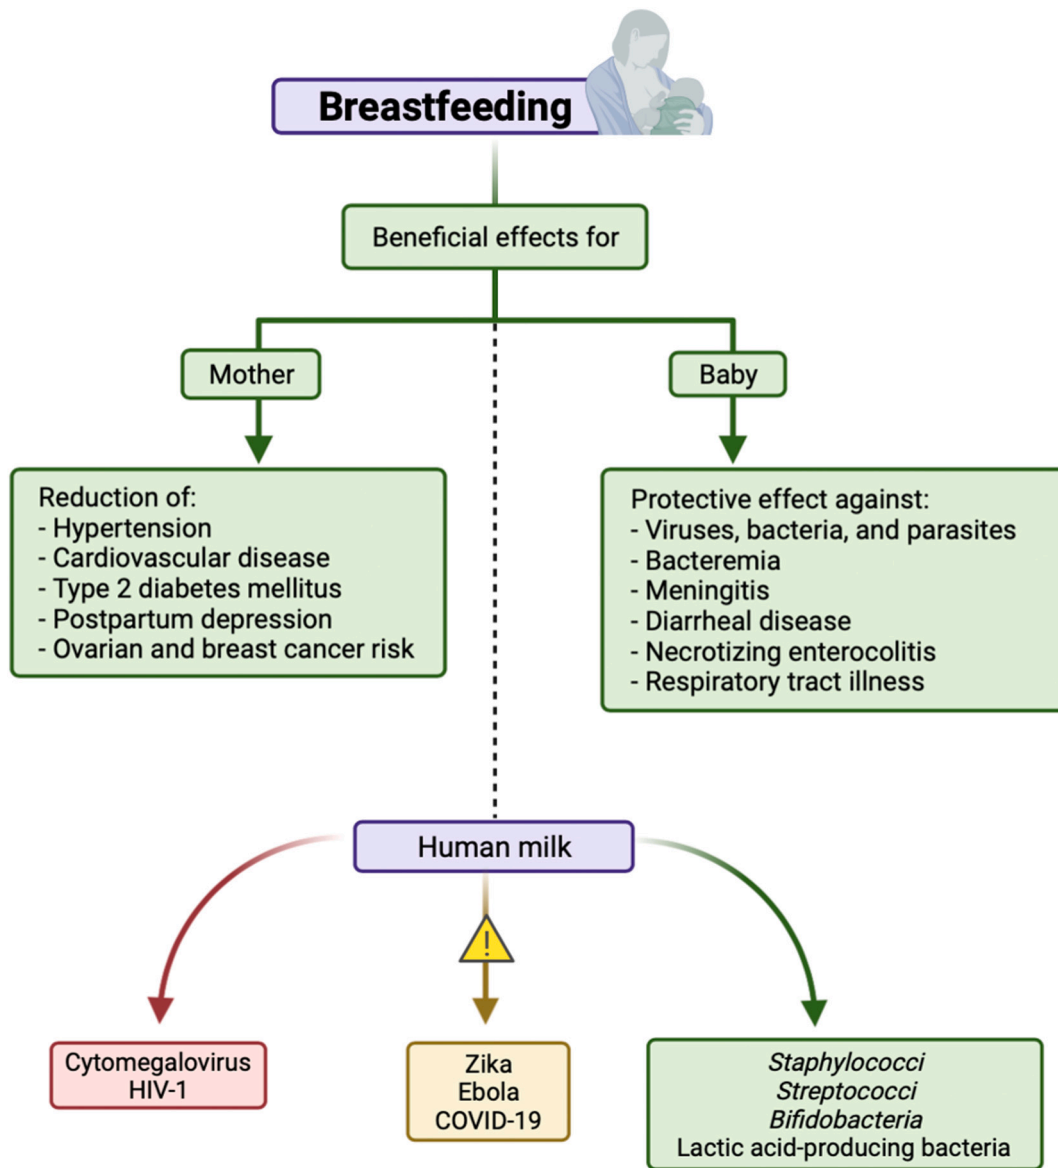 Breastfeeding
Beneficial effects for
Mother
Baby
Reduction of:
- Hypertension
- Cardiovascular disease
- Type 2 diabetes mellitus
- Postpartum depression
- Ovarian and breast cancer risk
Protective effect against:
- Viruses, bacteria, and parasites
- Bacteremia
- Meningitis
- Diarrheal disease
- Necrotizing enterocolitis
- Respiratory tract illness
Human milk
!
Cytomegalovirus
HIV-1
Zika
Ebola
COVID-19
Staphylococci
Streptococci
Bifidobacteria
Lactic acid-producing bacteria